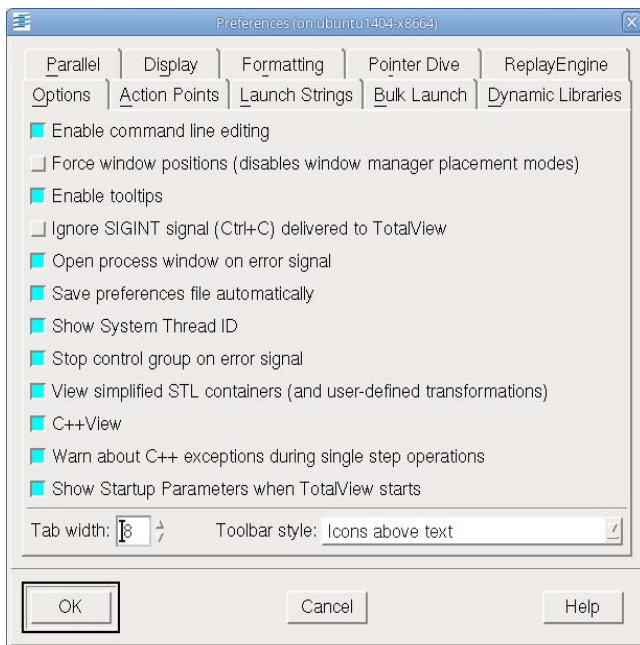 Preferences (on ubuntu1404-x8664)
Parallel Display Formatting Pointer Dive ReplayEngine
Options Action Points Launch Strings Bulk Launch Dynamic Libraries
Enable command line editing
Force window positions (disables window manager placement modes)
Enable tooltips
Ignore SIGINT signal (Ctrl+C) delivered to TotalView
Open process window on error signal
Save preferences file automatically
Show System Thread ID
Stop control group on error signal
View simplified STL containers (and user-defined transformations)
C++View
Warn about C++ exceptions during single step operations
Show Startup Parameters when TotalView starts
Tab width: 8 Toolbar style: Icons above text
OK Cancel Help